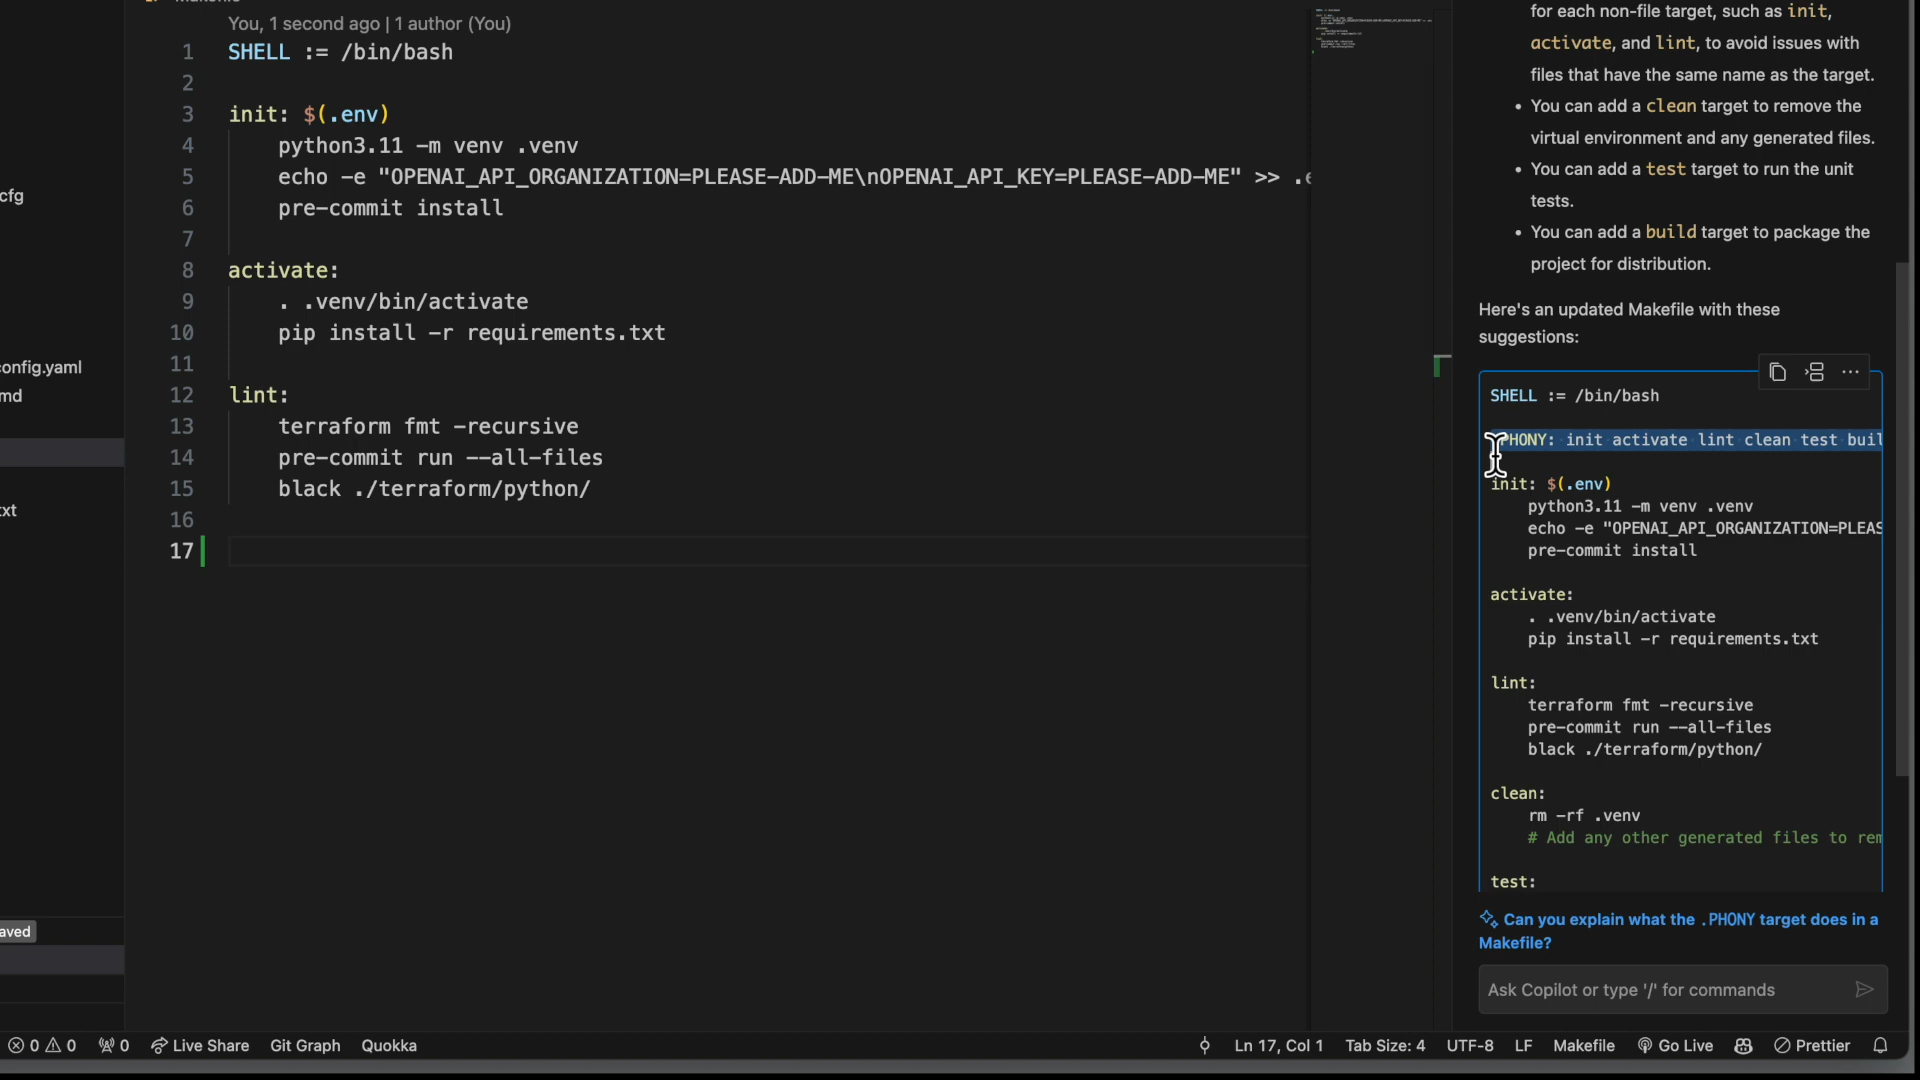 You, 1 second ago | 1 author (You)
1 SHELL := /bin/bash
2
3 init: $(.env)
4 python3.11 -m venv .venv
5 echo -e "OPENAI_API_ORGANIZATION=PLEASE-ADD-ME\nOPENAI_API_KEY=PLEASE-ADD-ME" >> .e
6 pre-commit install
7
8 activate:
9 . .venv/bin/activate
10 pip install -r requirements.txt
11
12 lint:
13 terraform fmt -recursive
14 pre-commit run --all-files
15 black ./terraform/python/
16
17
cfg
config.yaml
md
xt
aved
for each non-file target, such as init,
activate, and lint, to avoid issues with
files that have the same name as the target.
• You can add a clean target to remove the
virtual environment and any generated files.
• You can add a test target to run the unit
tests.
• You can add a build target to package the
project for distribution.
Here's an updated Makefile with these
suggestions:
SHELL := /bin/bash
PHONY: init activate lint clean test buil
init: $(.env)
python3.11 -m venv .venv
echo -e "OPENAI_API_ORGANIZATION=PLEAS
pre-commit install
activate:
. .venv/bin/activate
pip install -r requirements.txt
lint:
terraform fmt -recursive
pre-commit run --all-files
black ./terraform/python/
clean:
rm -rf .venv
# Add any other generated files to rem
test:
Can you explain what the .PHONY target does in a
Makefile?
Ask Copilot or type '/' for commands
0 0 0 Live Share Git Graph Quokka Ln 17, Col 1 Tab Size: 4 UTF-8 LF Makefile Go Live Prettier